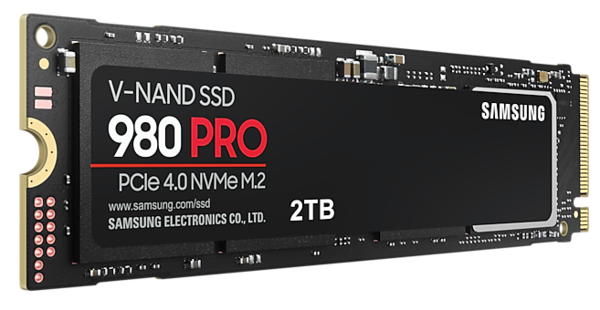 V-NAND SSD
980 PRO
PCIe 4.0 NVMe M.2
www.samsung.com/ssd
SAMSUNG ELECTRONICS CO., LTD.
2TB
SAMSUNG